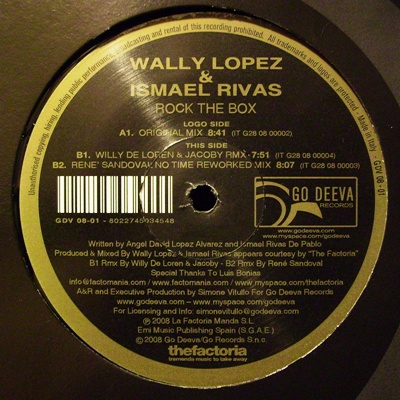 Unauthorised copying, hiring, lending, public performance, broadcasting and rental of this recording prohibited. All trademarks and logos are protected. Made in Italy. GDV 08 - 01
WALLY LOPEZ
&
ISMAEL RIVAS
ROCK THE BOX
LOGO SIDE
A1. ORIGINAL MIX 8:41 (IT G28 08 00002)
THIS SIDE
B1. WILLY DE LOREN & JACOBY RMX - 7:51 (IT G28 08 00004)
B2. RENE' SANDOVAL NO TIME REWORKED MIX 8:07 (IT G28 08 00003)
GDV 08-01 - 6022745034548
GO DEEVA
RECORDS
www.godeeva.com
www.myspace.com/godeeva
Written by Angel David Lopez Alvarez and Ismael Rivas De Pablo
Produced & Mixed By Wally Lopez & Ismael Rivas appears courtecy by "The Factoria"
B1 Rmx By Willy De Loren & Jacoby - B2 Rmx By René Sandoval
Special Thanks To Luis Bonias
info@factomania.com / www.factomania.com / www.myspace.com/thefactoria
A&R and Executive Production by Simone Vitullo For Go Deeva Records
www.godeeva.com - www.myspace.com/godeeva
For Licensing and Info: simonevitullo@godeeva.com
℗ 2008 La Factoria Manda S.L.
Emi Music Publishing Spain (S.G.A.E.)
© 2008 Go Deeva/Go Records S.n.c
thefactoria
tremenda music to take away